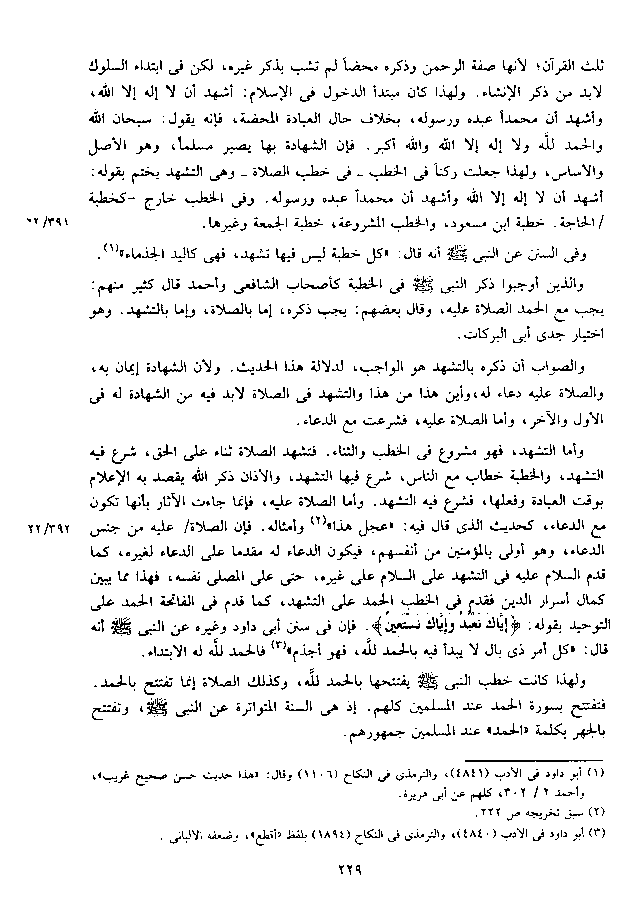 ثلث القرآن؛ لأنها صفة الرحمن وذكره محضاً لم تشب بذكر غيره، لكن فى ابتداء السلوك
لابد من ذكر الإنشاء. ولهذا كان مبتدأ الدخول فى الإسلام: أشهد أن لا إله إلا الله،
وأشهد أن محمداً عبده ورسوله، بخلاف حال العبادة المحضة، فإنه يقول: سبحان الله
والحمد لله ولا إله إلا الله والله أكبر. فإن الشهادة بها يصير مسلماً، وهو الأصل
والاساس، ولهذا جعلت ركناً فى الخطب ـ فى خطب الصلاة ـ وهى التشهد يختم بقوله:
أشهد أن لا إله إلا الله وأشهد أن محمداً عبده ورسوله. وفى الخطب خارج -كخطبة
/الحاجة. خطبة ابن مسعود، والخطب المشروعة، خطبة الجمعة وغيرها.
٢٢/٣٩١
وفى السنن عن النبى ﷺ أنه قال: «كل خطبة ليس فيها تشهد، فهى كاليد الجذماء»(١).
والذين أوجبوا ذكر النبى ﷺ فى الخطبة كأصحاب الشافعى وأحمد قال كثير منهم:
يجب مع الحمد الصلاة عليه، وقال بعضهم: يجب ذكره، إما بالصلاة، وإما بالتشهد. وهو
اختيار جدى أبى البركات.
والصواب أن ذكره بالتشهد هو الواجب، لدلالة هذا الحديث. ولأن الشهادة إيمان به،
والصلاة عليه دعاء له، وأين هذا من هذا والتشهد فى الصلاة لابد فيه من الشهادة له فى
الأول والآخر، وأما الصلاة عليه، فشرعت مع الدعاء.
وأما التشهد، فهو مشروع فى الخطب والثناء. فتشهد الصلاة ثناء على الحق، شرع فيه
التشهد، والخطبة خطاب مع الناس، شرع فيها التشهد، والاذان ذكر الله يقصد به الإعلام
بوقت العبادة وفعلها، فشرع فيه التشهد. وأما الصلاة عليه، فإنما جاءت الآثار بأنها تكون
مع الدعاء، كحديث الذى قال فيه: «عجل هذا»(٢) وأمثاله. فإن الصلاة/ عليه من جنس
٢٢/٣٩٢
الدعاء، وهو أولى بالمؤمنين من أنفسهم، فيكون الدعاء له مقدما على الدعاء لغيره، كما
قدم السلام عليه فى التشهد على السلام على غيره، حتى على المصلى نفسه، فهذا مما يبين
كمال أسرار الدين فقدم فى الخطب الحمد على التشهد، كما قدم فى الفاتحة الحمد على
التوحيد بقوله: ﴿إِيَّاكَ نَعْبُدُ وَإِيَّاكَ نَسْتَعِينُ﴾. فإن فى سنن أبى داود وغيره عن النبى ﷺ أنه
قال: «كل أمر ذى بال لا يبدأ فيه بالحمد لله، فهو أجذم»(٣) فالحمد لله له الابتداء.
ولهذا كانت خطب النبى ﷺ يفتتحها بالحمد لله، وكذلك الصلاة إنما تفتتح بالحمد.
فتفتتح بسورة الحمد عند المسلمين كلهم. إذ هى السنة المتواترة عن النبى ﷺ، وتفتتح
بالجهر بكلمة «الحمد» عند المسلمين جمهورهم.
(١) أبو داود فى الأدب (٤٨٤١)، والترمذى فى النكاح (١١٠٦) وقال: «هذا حديث حسن صحيح غريب»،
وأحمد ٢ / ٣٠٢، كلهم عن أبى هريرة.
(٢) سبق تخريجه ص ٢٢٢.
(٣) أبو داود فى الأدب (٤٨٤٠)، والترمذى فى النكاح (١٨٩٤) بلفظ «أقطع»، وضعفه الالبانى .
٢٢٩